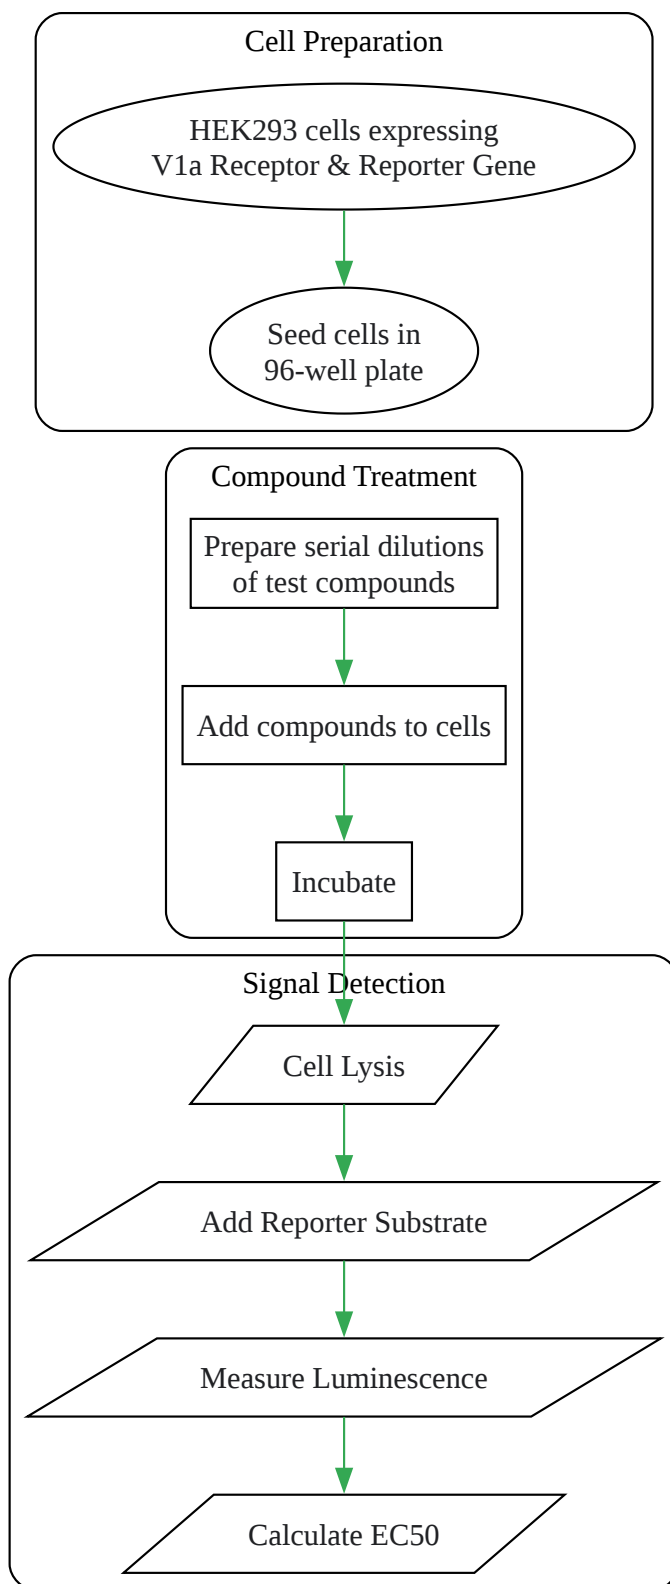 Cell Preparation
HEK293 cells expressing
V1a Receptor & Reporter Gene
Seed cells in
96-well plate
Compound Treatment
Prepare serial dilutions
of test compounds
Add compounds to cells
Incubate
Signal Detection
Cell Lysis
Add Reporter Substrate
Measure Luminescence
Calculate EC50